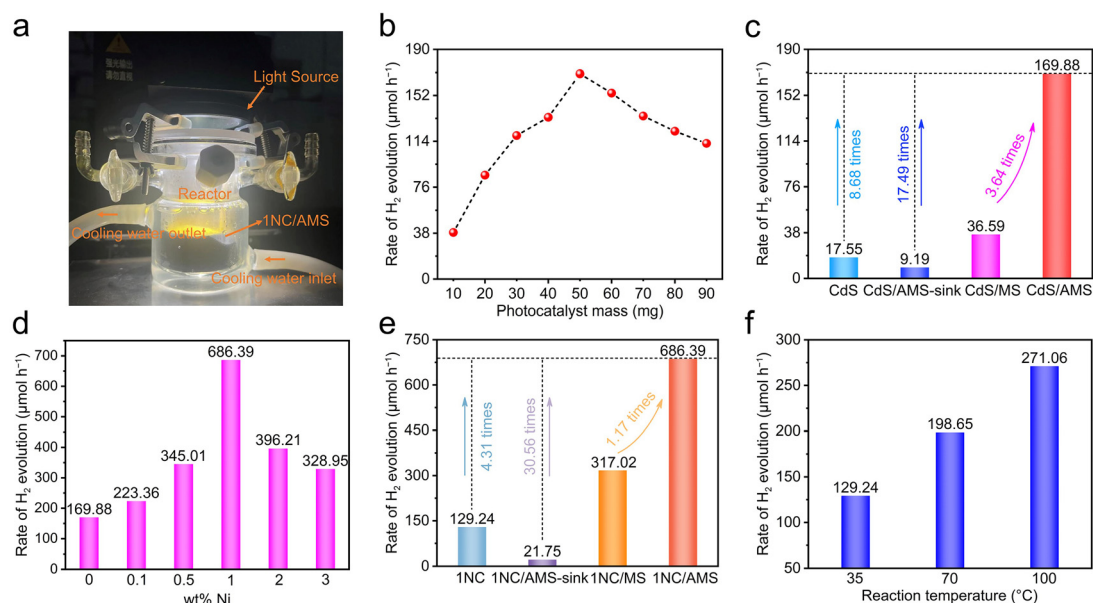 a
強光輸出
請勿直視
Light Source
Reactor
1NC/AMS
Cooling water outlet
Cooling water inlet
b
Rate of H₂ evolution (μmol h⁻¹)
190
152
114
76
38
0
10 20 30 40 50 60 70 80 90
Photocatalyst mass (mg)
c
Rate of H₂ evolution (μmol h⁻¹)
190
152
114
76
38
0
169.88
8.68 times
17.49 times
3.64 times
17.55
9.19
36.59
CdS CdS/AMS-sink CdS/MS CdS/AMS
d
Rate of H₂ evolution (μmol h⁻¹)
700
600
500
400
300
200
100
0
169.88
223.36
345.01
686.39
396.21
328.95
0 0.1 0.5 1 2 3
wt% Ni
e
Rate of H₂ evolution (μmol h⁻¹)
750
600
450
300
150
0
686.39
4.31 times
30.56 times
1.17 times
129.24
21.75
317.02
1NC 1NC/AMS-sink 1NC/MS 1NC/AMS
f
Rate of H₂ evolution (μmol h⁻¹)
300
250
200
150
100
50
129.24
198.65
271.06
35 70 100
Reaction temperature (°C)